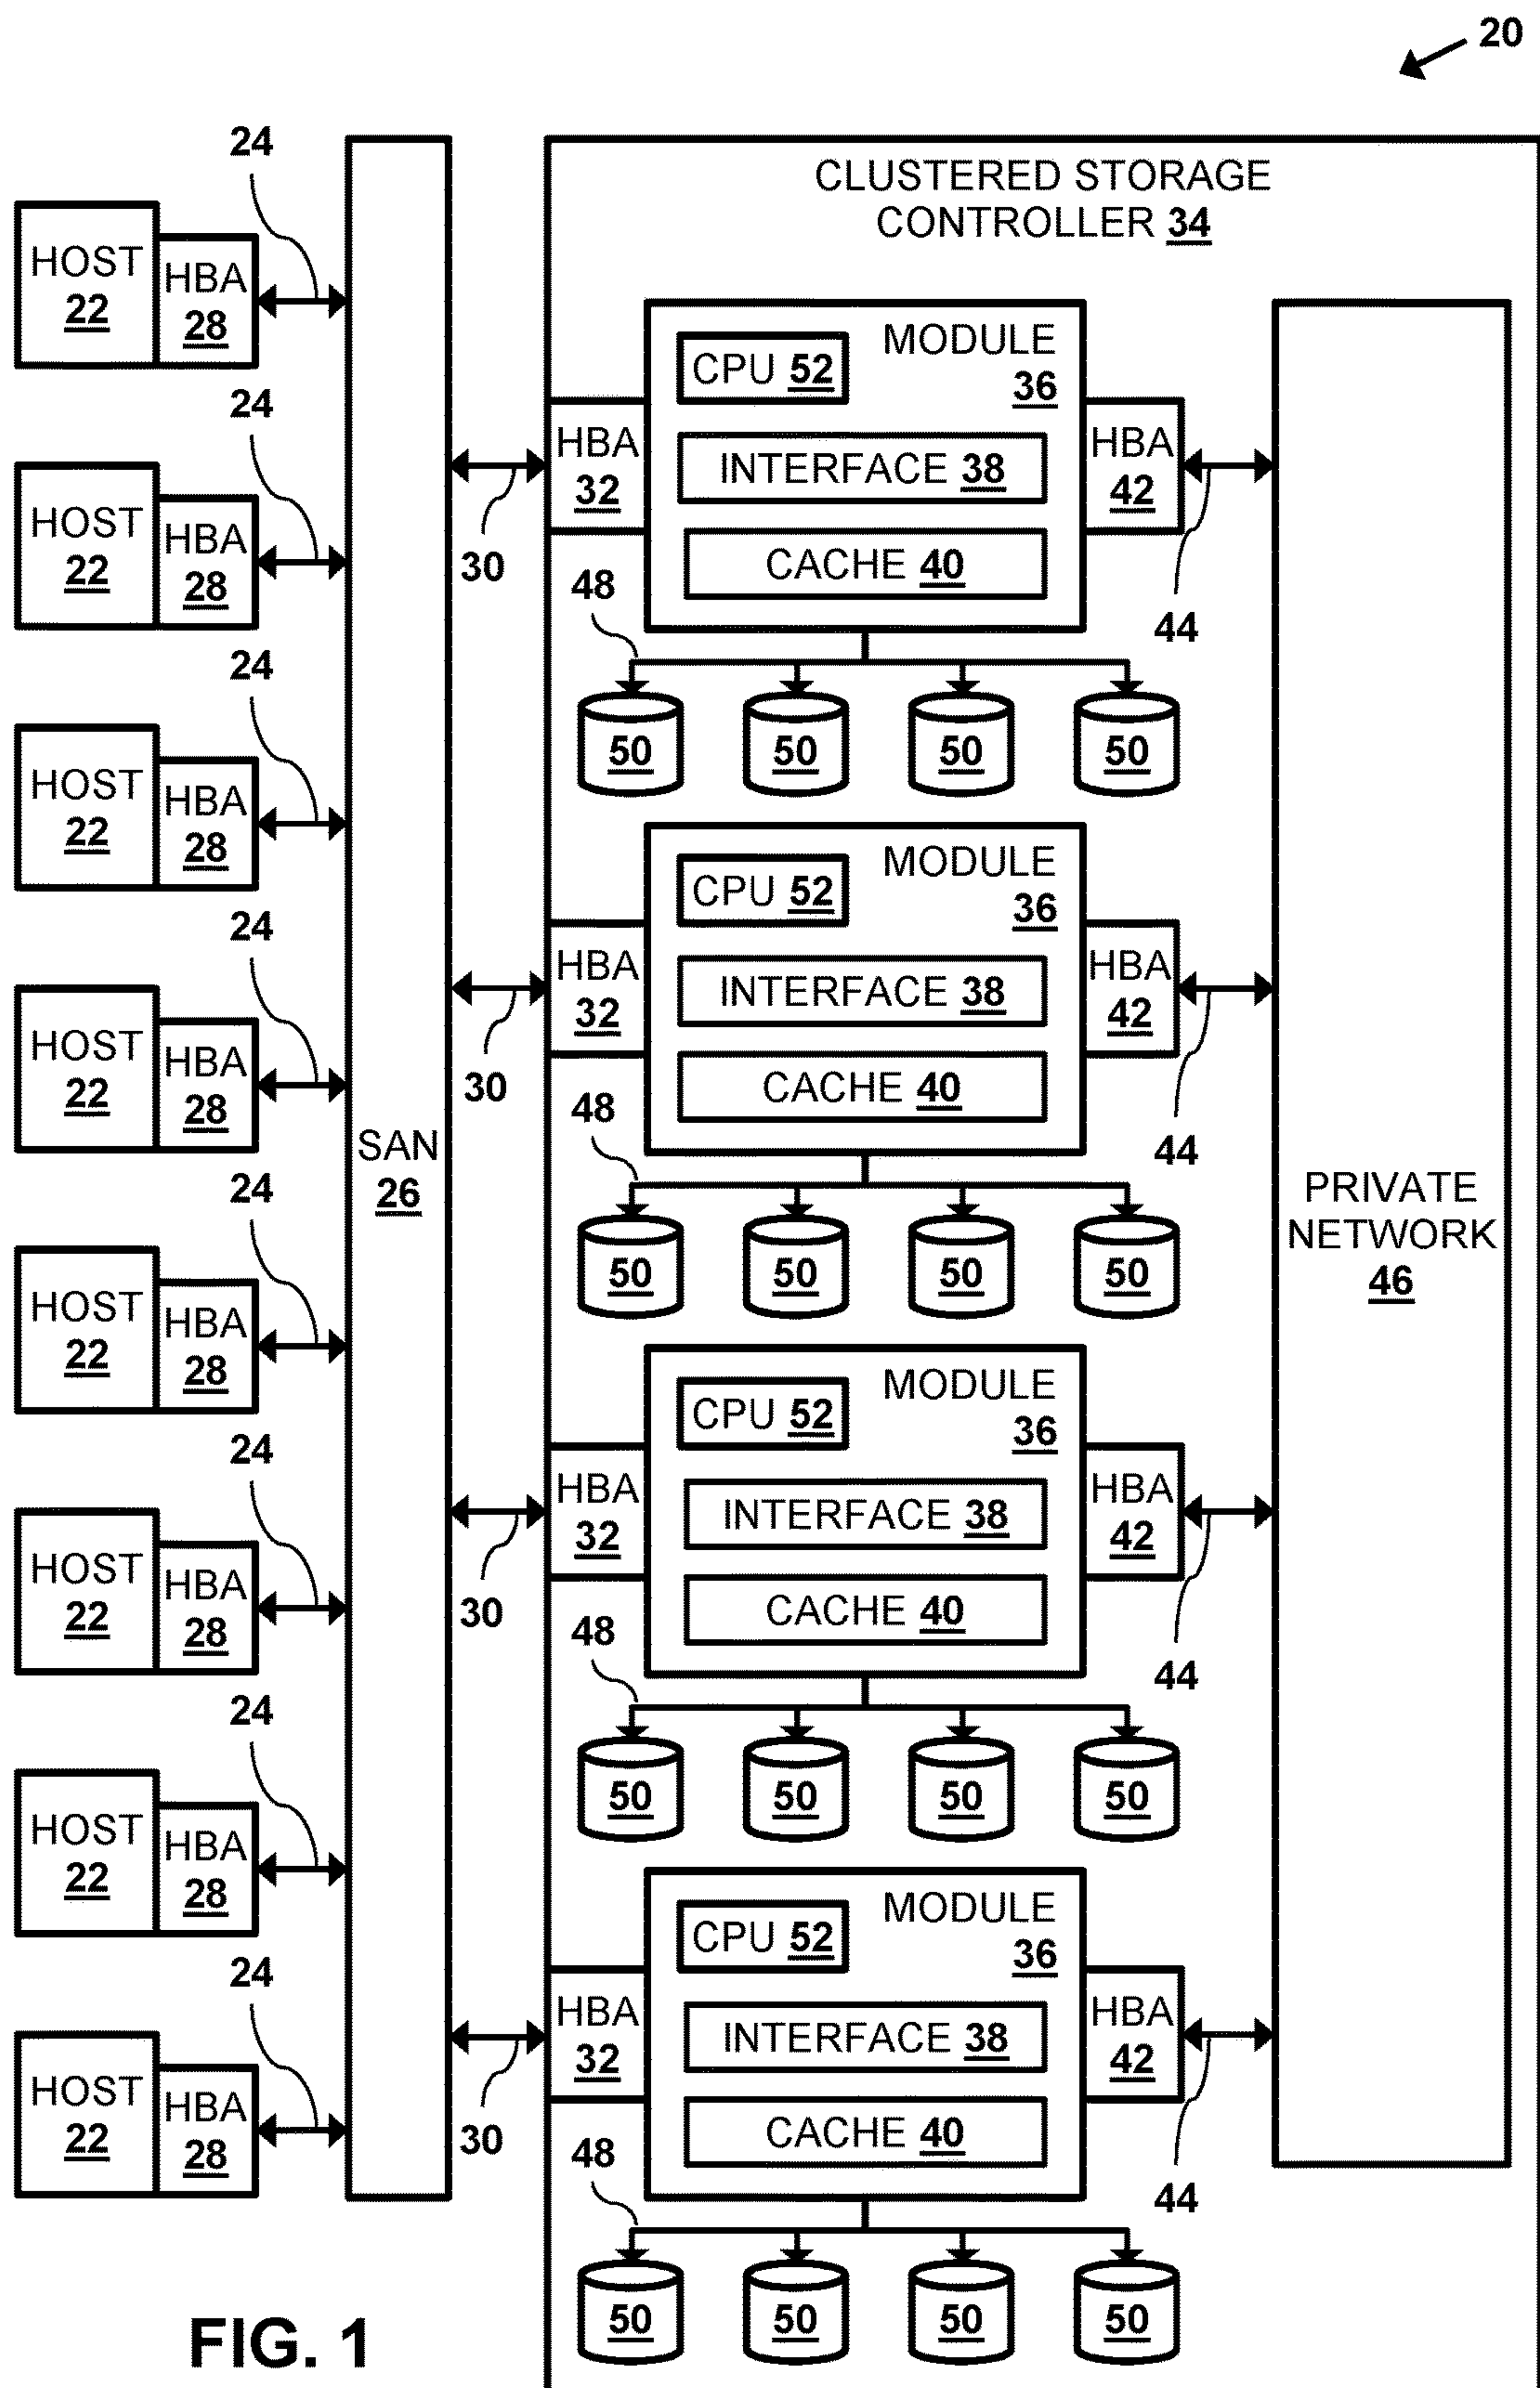 20
CLUSTERED STORAGE
CONTROLLER 34
24
HOST
22
HBA
28
24
HOST
22
HBA
28
24
HOST
22
HBA
28
24
HOST
22
HBA
28
24
HOST
22
HBA
28
24
HOST
22
HBA
28
24
HOST
22
HBA
28
24
HOST
22
HBA
28
SAN
26
30
HBA
32
MODULE
36
CPU 52
INTERFACE 38
CACHE 40
HBA
42
44
48
50 50 50 50
30
HBA
32
MODULE
36
CPU 52
INTERFACE 38
CACHE 40
HBA
42
44
48
50 50 50 50
30
HBA
32
MODULE
36
CPU 52
INTERFACE 38
CACHE 40
HBA
42
44
48
50 50 50 50
30
HBA
32
MODULE
36
CPU 52
INTERFACE 38
CACHE 40
HBA
42
44
48
50 50 50 50
PRIVATE
NETWORK
46
FIG. 1